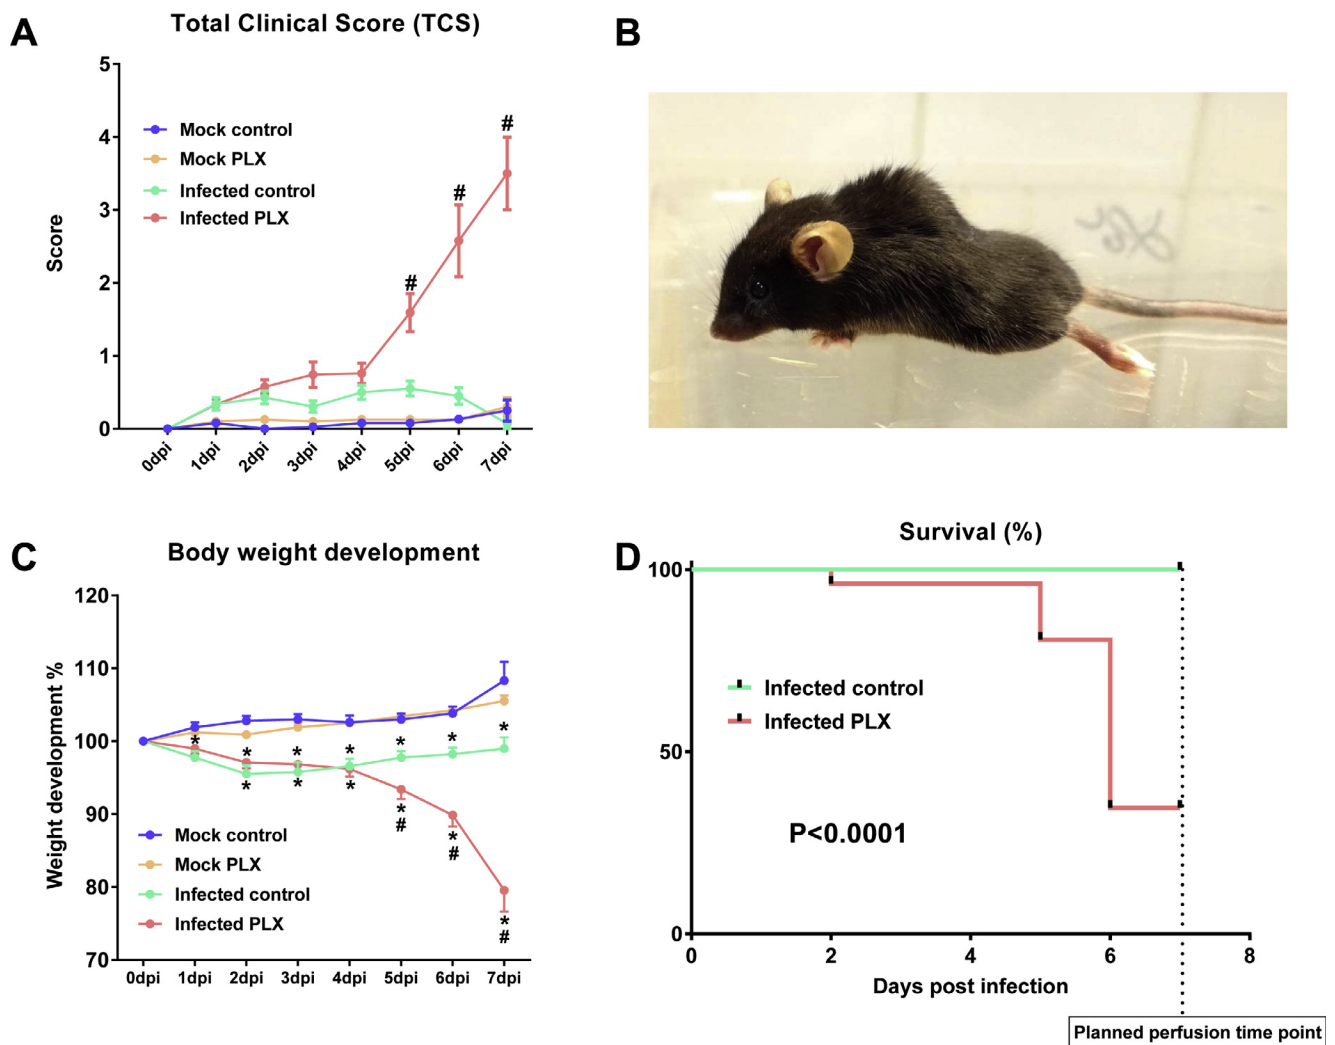 A
Total Clinical Score (TCS)
5
4
3
2
1
0
Score
Mock control
Mock PLX
Infected control
Infected PLX
#
#
#
#
0dpi 1dpi 2dpi 3dpi 4dpi 5dpi 6dpi 7dpi
B
C
Body weight development
120
110
100
90
80
70
Weight development %
* * * * * * *
* * * * * *
# # #
Mock control
Mock PLX
Infected control
Infected PLX
0dpi 1dpi 2dpi 3dpi 4dpi 5dpi 6dpi 7dpi
D
Survival (%)
100
50
0
Infected control
Infected PLX
P<0.0001
0 2 4 6 8
Days post infection
Planned perfusion time point